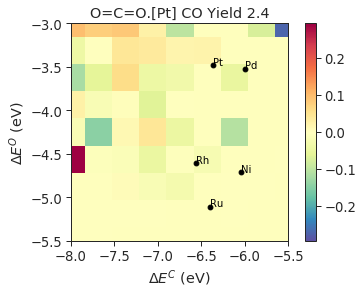 O=C=O.[Pt] CO Yield 2.4
−3.0
−3.5
−4.0
−4.5
−5.0
−5.5
ΔE^O (eV)
Pt
Pd
Rh
Ni
Ru
−8.0 −7.5 −7.0 −6.5 −6.0 −5.5
ΔE^C (eV)
0.2
0.1
0.0
−0.1
−0.2